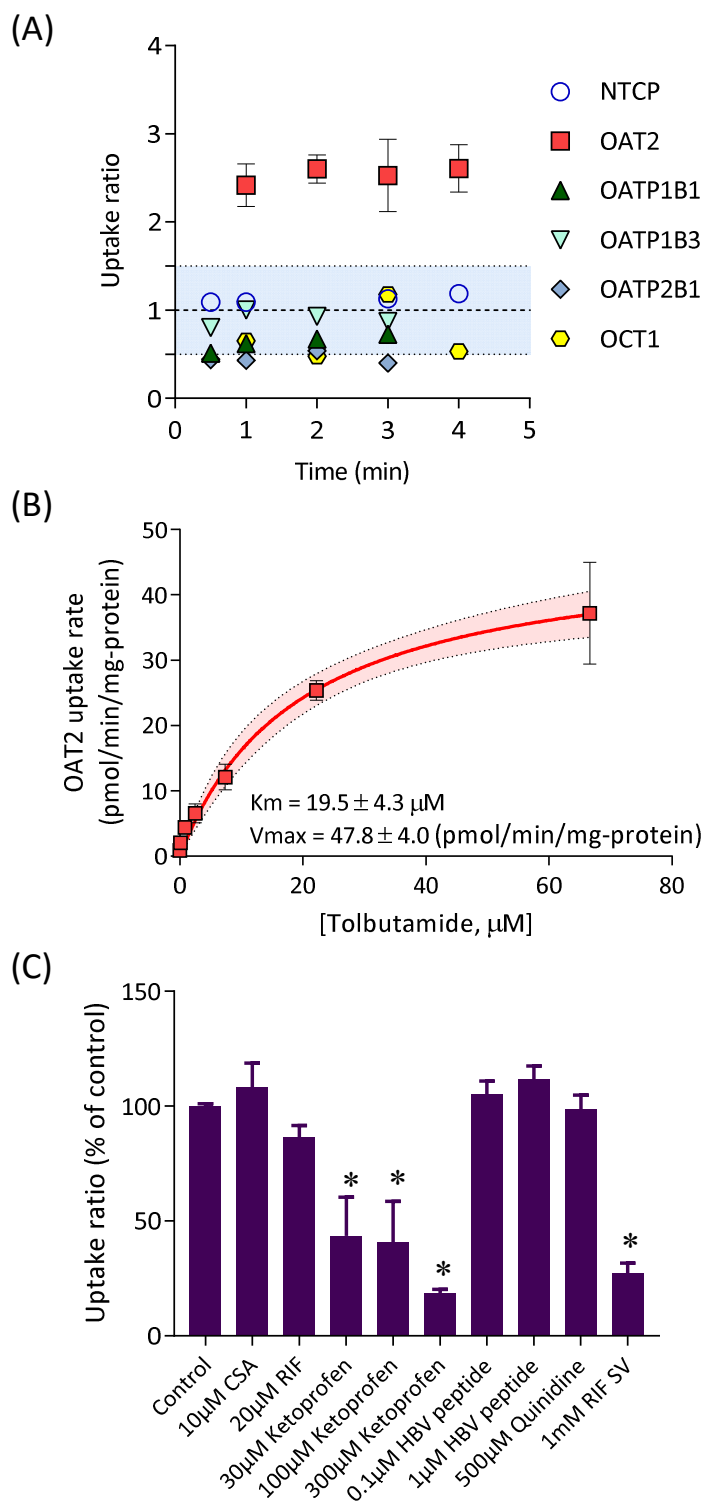 (A)
4
3
2
1
0
Uptake ratio
0 1 2 3 4 5
Time (min)
NTCP
OAT2
OATP1B1
OATP1B3
OATP2B1
OCT1
(B)
50
40
30
20
10
0
OAT2 uptake rate
(pmol/min/mg-protein)
Km = 19.5 ± 4.3 μM
Vmax = 47.8 ± 4.0 (pmol/min/mg-protein)
0 20 40 60 80
[Tolbutamide, μM]
(C)
150
100
50
0
Uptake ratio (% of control)
* * * *
Control
10μM CSA
20μM RIF
30μM Ketoprofen
100μM Ketoprofen
300μM Ketoprofen
0.1μM HBV peptide
1μM HBV peptide
500μM Quinidine
1mM RIF SV